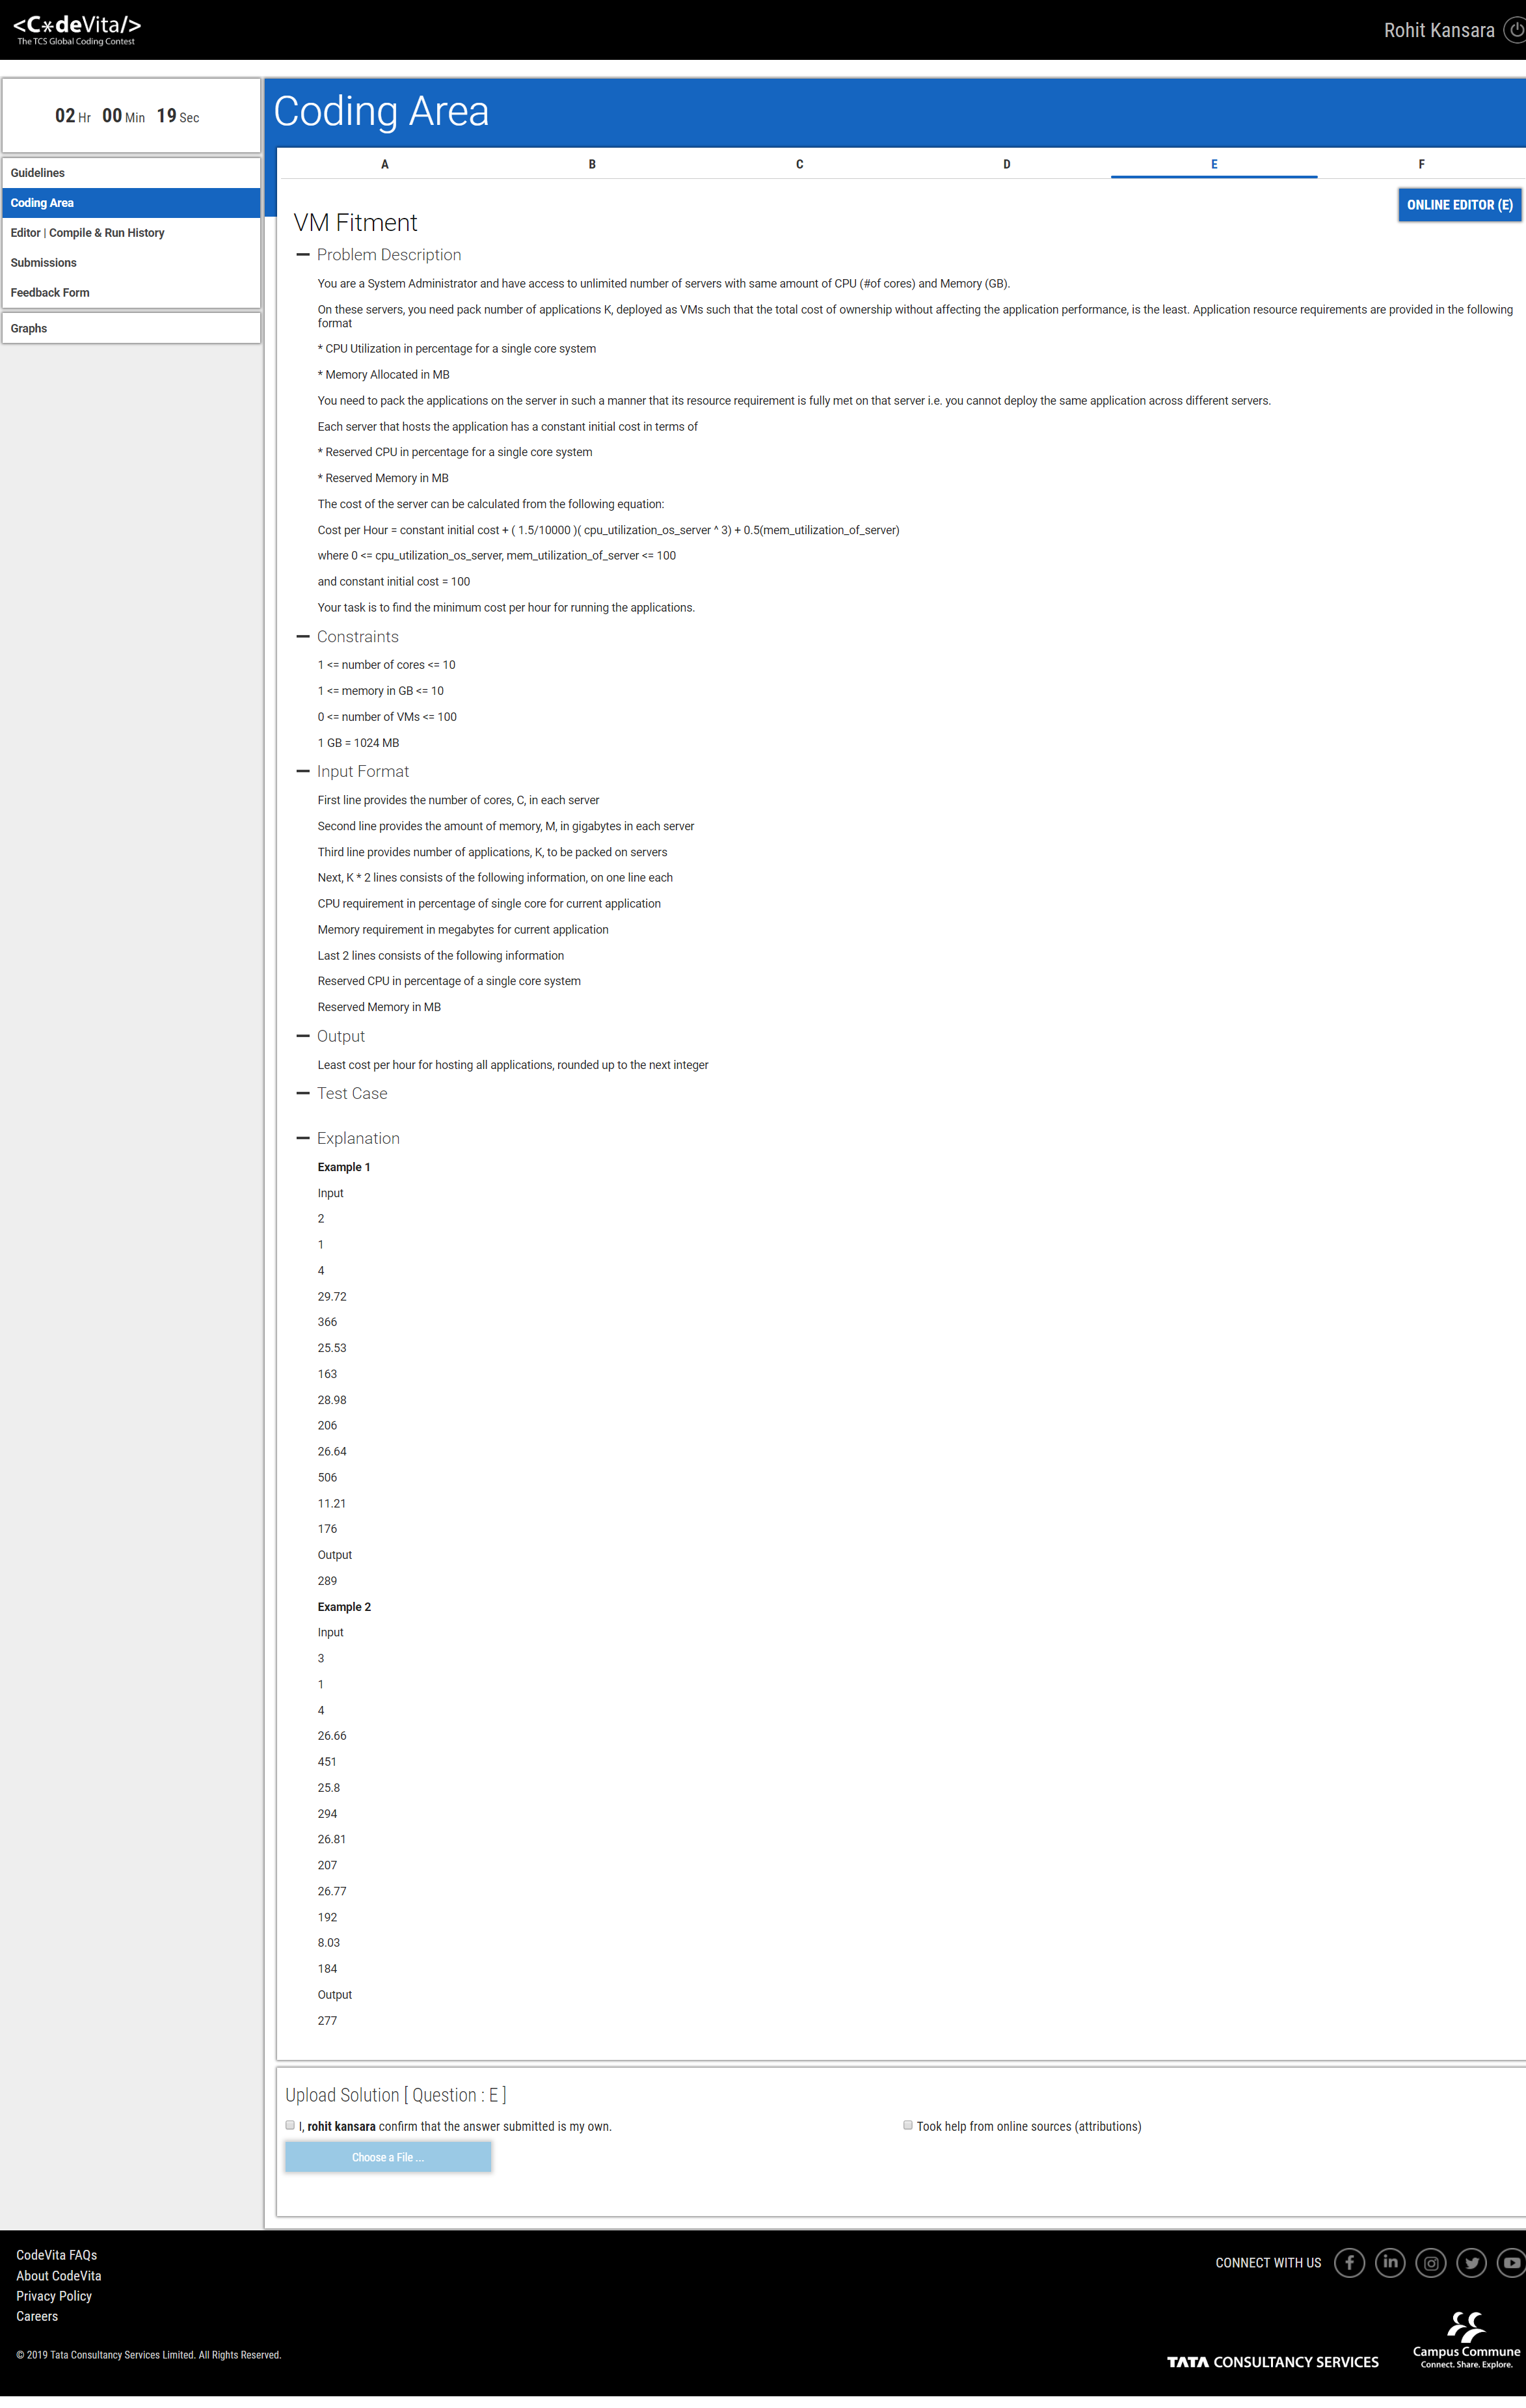 <C*deVita/>
The TCS Global Coding Contest
Rohit Kansara
02 Hr 00 Min 19 Sec
Guidelines
Coding Area
Editor | Compile & Run History
Submissions
Feedback Form
Graphs
Coding Area
A B C D E F
ONLINE EDITOR (E)
VM Fitment
Problem Description
You are a System Administrator and have access to unlimited number of servers with same amount of CPU (#of cores) and Memory (GB).
On these servers, you need pack number of applications K, deployed as VMs such that the total cost of ownership without affecting the application performance, is the least. Application resource requirements are provided in the following
format
* CPU Utilization in percentage for a single core system
* Memory Allocated in MB
You need to pack the applications on the server in such a manner that its resource requirement is fully met on that server i.e. you cannot deploy the same application across different servers.
Each server that hosts the application has a constant initial cost in terms of
* Reserved CPU in percentage for a single core system
* Reserved Memory in MB
The cost of the server can be calculated from the following equation:
Cost per Hour = constant initial cost + ( 1.5/10000 )( cpu_utilization_os_server ^ 3) + 0.5(mem_utilization_of_server)
where 0 <= cpu_utilization_os_server, mem_utilization_of_server <= 100
and constant initial cost = 100
Your task is to find the minimum cost per hour for running the applications.
Constraints
1 <= number of cores <= 10
1 <= memory in GB <= 10
0 <= number of VMs <= 100
1 GB = 1024 MB
Input Format
First line provides the number of cores, C, in each server
Second line provides the amount of memory, M, in gigabytes in each server
Third line provides number of applications, K, to be packed on servers
Next, K * 2 lines consists of the following information, on one line each
CPU requirement in percentage of single core for current application
Memory requirement in megabytes for current application
Last 2 lines consists of the following information
Reserved CPU in percentage of a single core system
Reserved Memory in MB
Output
Least cost per hour for hosting all applications, rounded up to the next integer
Test Case
Explanation
Example 1
Input
2
1
4
29.72
366
25.53
163
28.98
206
26.64
506
11.21
176
Output
289
Example 2
Input
3
1
4
26.66
451
25.8
294
26.81
207
26.77
192
8.03
184
Output
277
Upload Solution [ Question : E ]
I, rohit kansara confirm that the answer submitted is my own.
Took help from online sources (attributions)
Choose a File ...
CodeVita FAQs
About CodeVita
Privacy Policy
Careers
© 2019 Tata Consultancy Services Limited. All Rights Reserved.
CONNECT WITH US
TATA CONSULTANCY SERVICES
Campus Commune
Connect. Share. Explore.